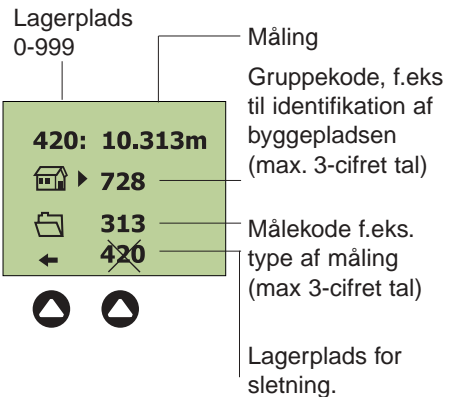 Lagerplads
0-999
Måling
Gruppekode, f.eks
til identifikation af
byggepladsen
(max. 3-cifret tal)
420: 10.313m
728
313
420
Målekode f.eks.
type af måling
(max 3-cifret tal)
Lagerplads for
sletning.